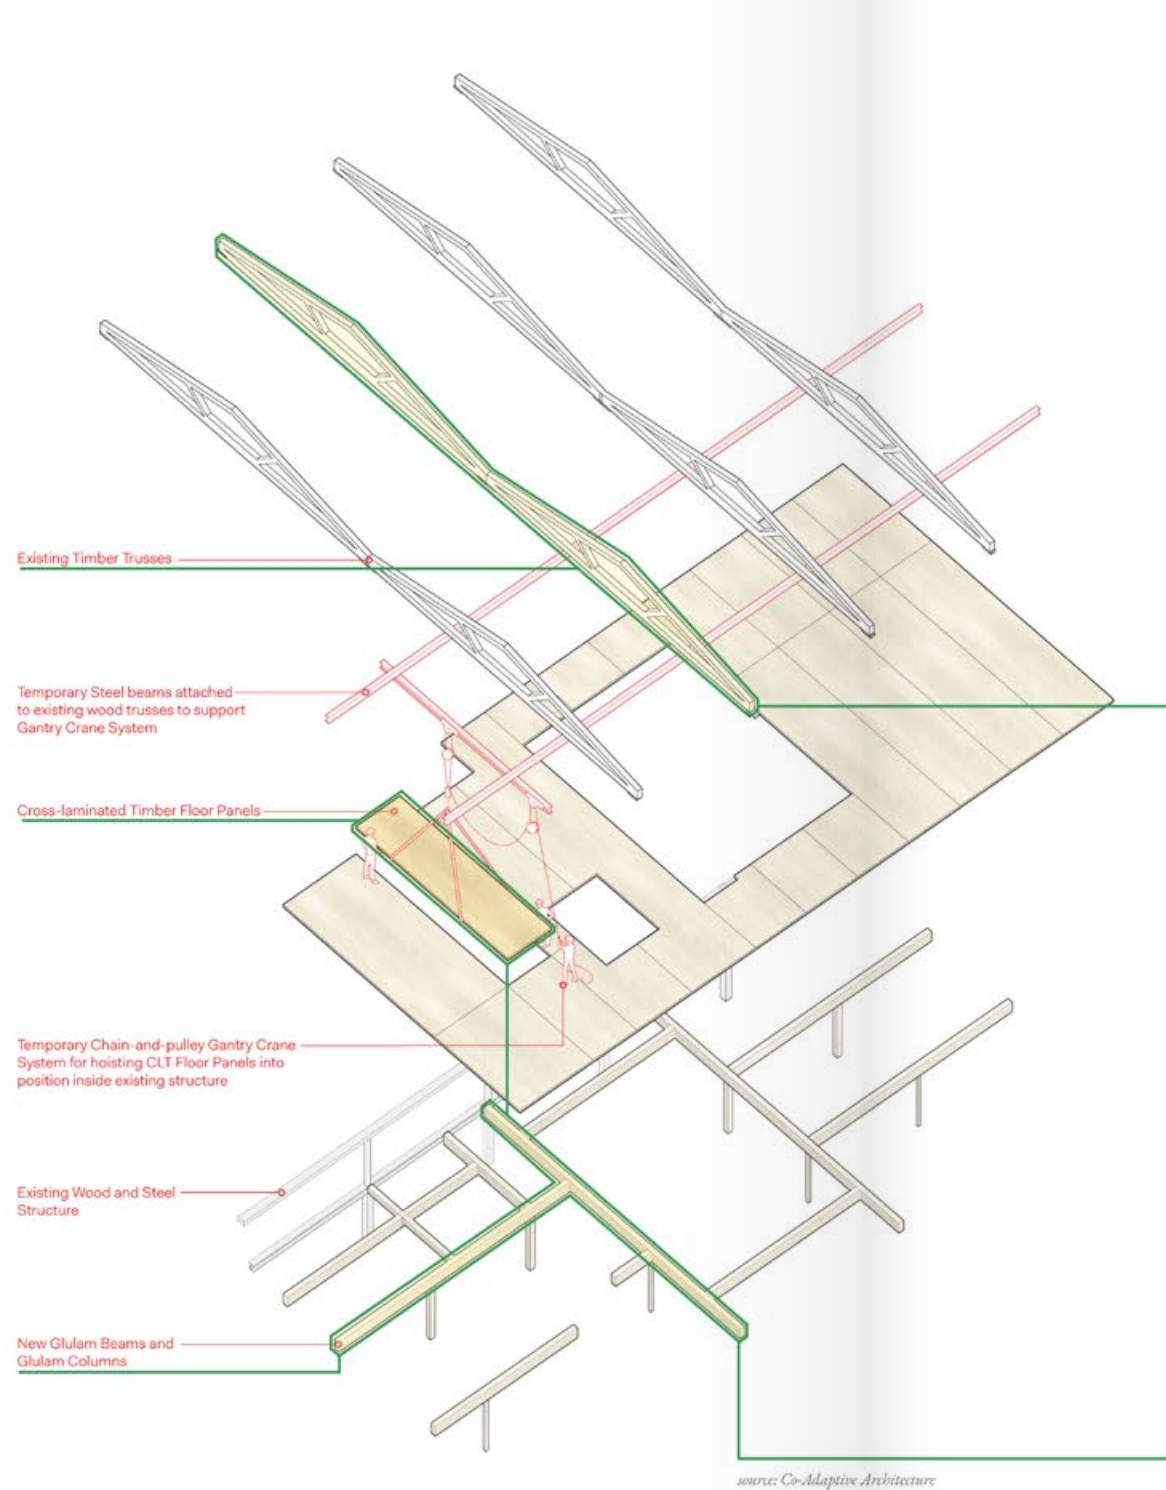 Existing Timber Trusses
Temporary Steel beams attached
to existing wood trusses to support
Gantry Crane System
Cross-laminated Timber Floor Panels
Temporary Chain-and-pulley Gantry Crane
System for hoisting CLT Floor Panels into
position inside existing structure
Existing Wood and Steel
Structure
New Glulam Beams and
Glulam Columns
source: Co-Adaptive Architecture